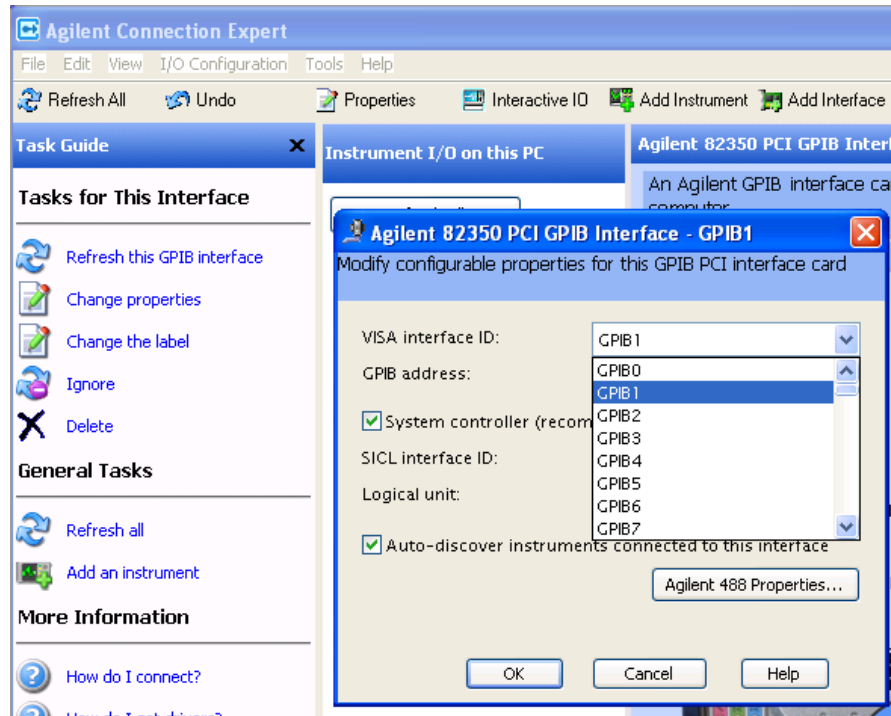 Agilent Connection Expert
File Edit View I/O Configuration Tools Help
Refresh All Undo Properties Interactive IO Add Instrument Add Interface
Task Guide
Tasks for This Interface
Refresh this GPIB interface
Change properties
Change the label
Ignore
Delete
General Tasks
Refresh all
Add an instrument
More Information
How do I connect?
Instrument I/O on this PC
Agilent 82350 PCI GPIB
An Agilent GPIB interface
computer
Agilent 82350 PCI GPIB Interface - GPIB1
Modify configurable properties for this GPIB PCI interface card
VISA interface ID: GPIB1
GPIB address:
System controller
SICL interface ID:
Logical unit:
GPIB0
GPIB1
GPIB2
GPIB3
GPIB4
GPIB5
GPIB6
GPIB7
Auto-discover instruments connected to this interface
Agilent 488 Properties...
OK Cancel Help